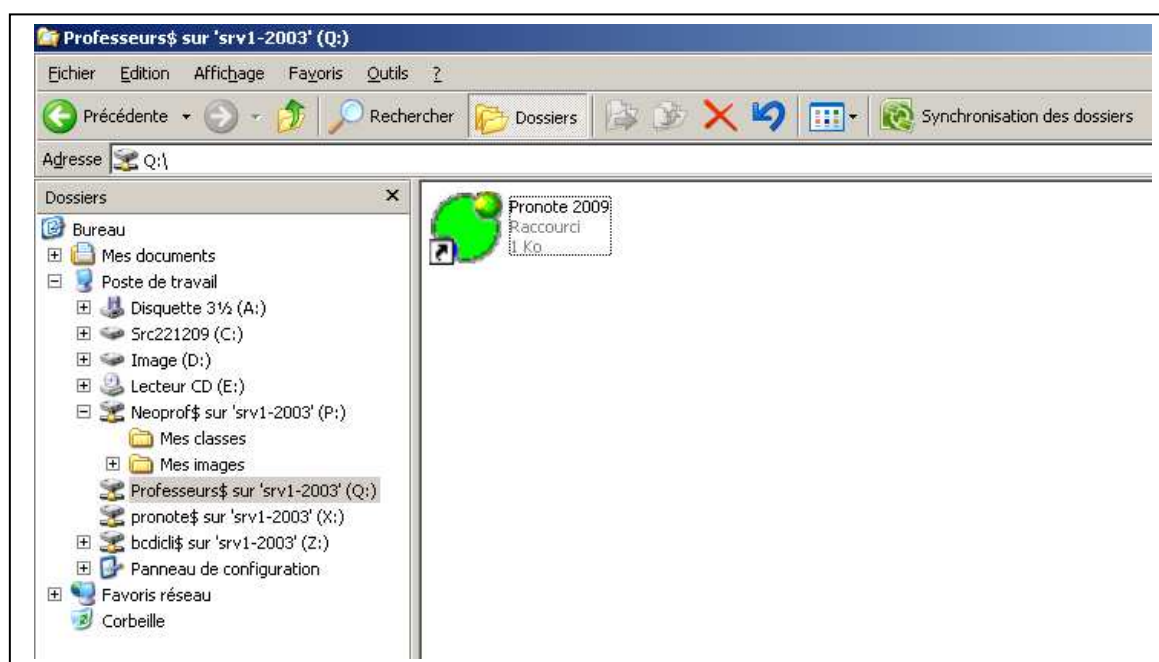 Professeurs$ sur 'srv1-2003' (Q:)
Fichier Edition Affichage Favoris Outils ?
Précédente Rechercher Dossiers Synchronisation des dossiers
Adresse Q:\
Dossiers
Bureau
Mes documents
Poste de travail
Disquette 3½ (A:)
Src221209 (C:)
Image (D:)
Lecteur CD (E:)
Neoprof$ sur 'srv1-2003' (P:)
Mes classes
Mes images
Professeurs$ sur 'srv1-2003' (Q:)
pronote$ sur 'srv1-2003' (X:)
bcdicli$ sur 'srv1-2003' (Z:)
Panneau de configuration
Favoris réseau
Corbeille
Pronote 2009
Raccourci
1 Ko